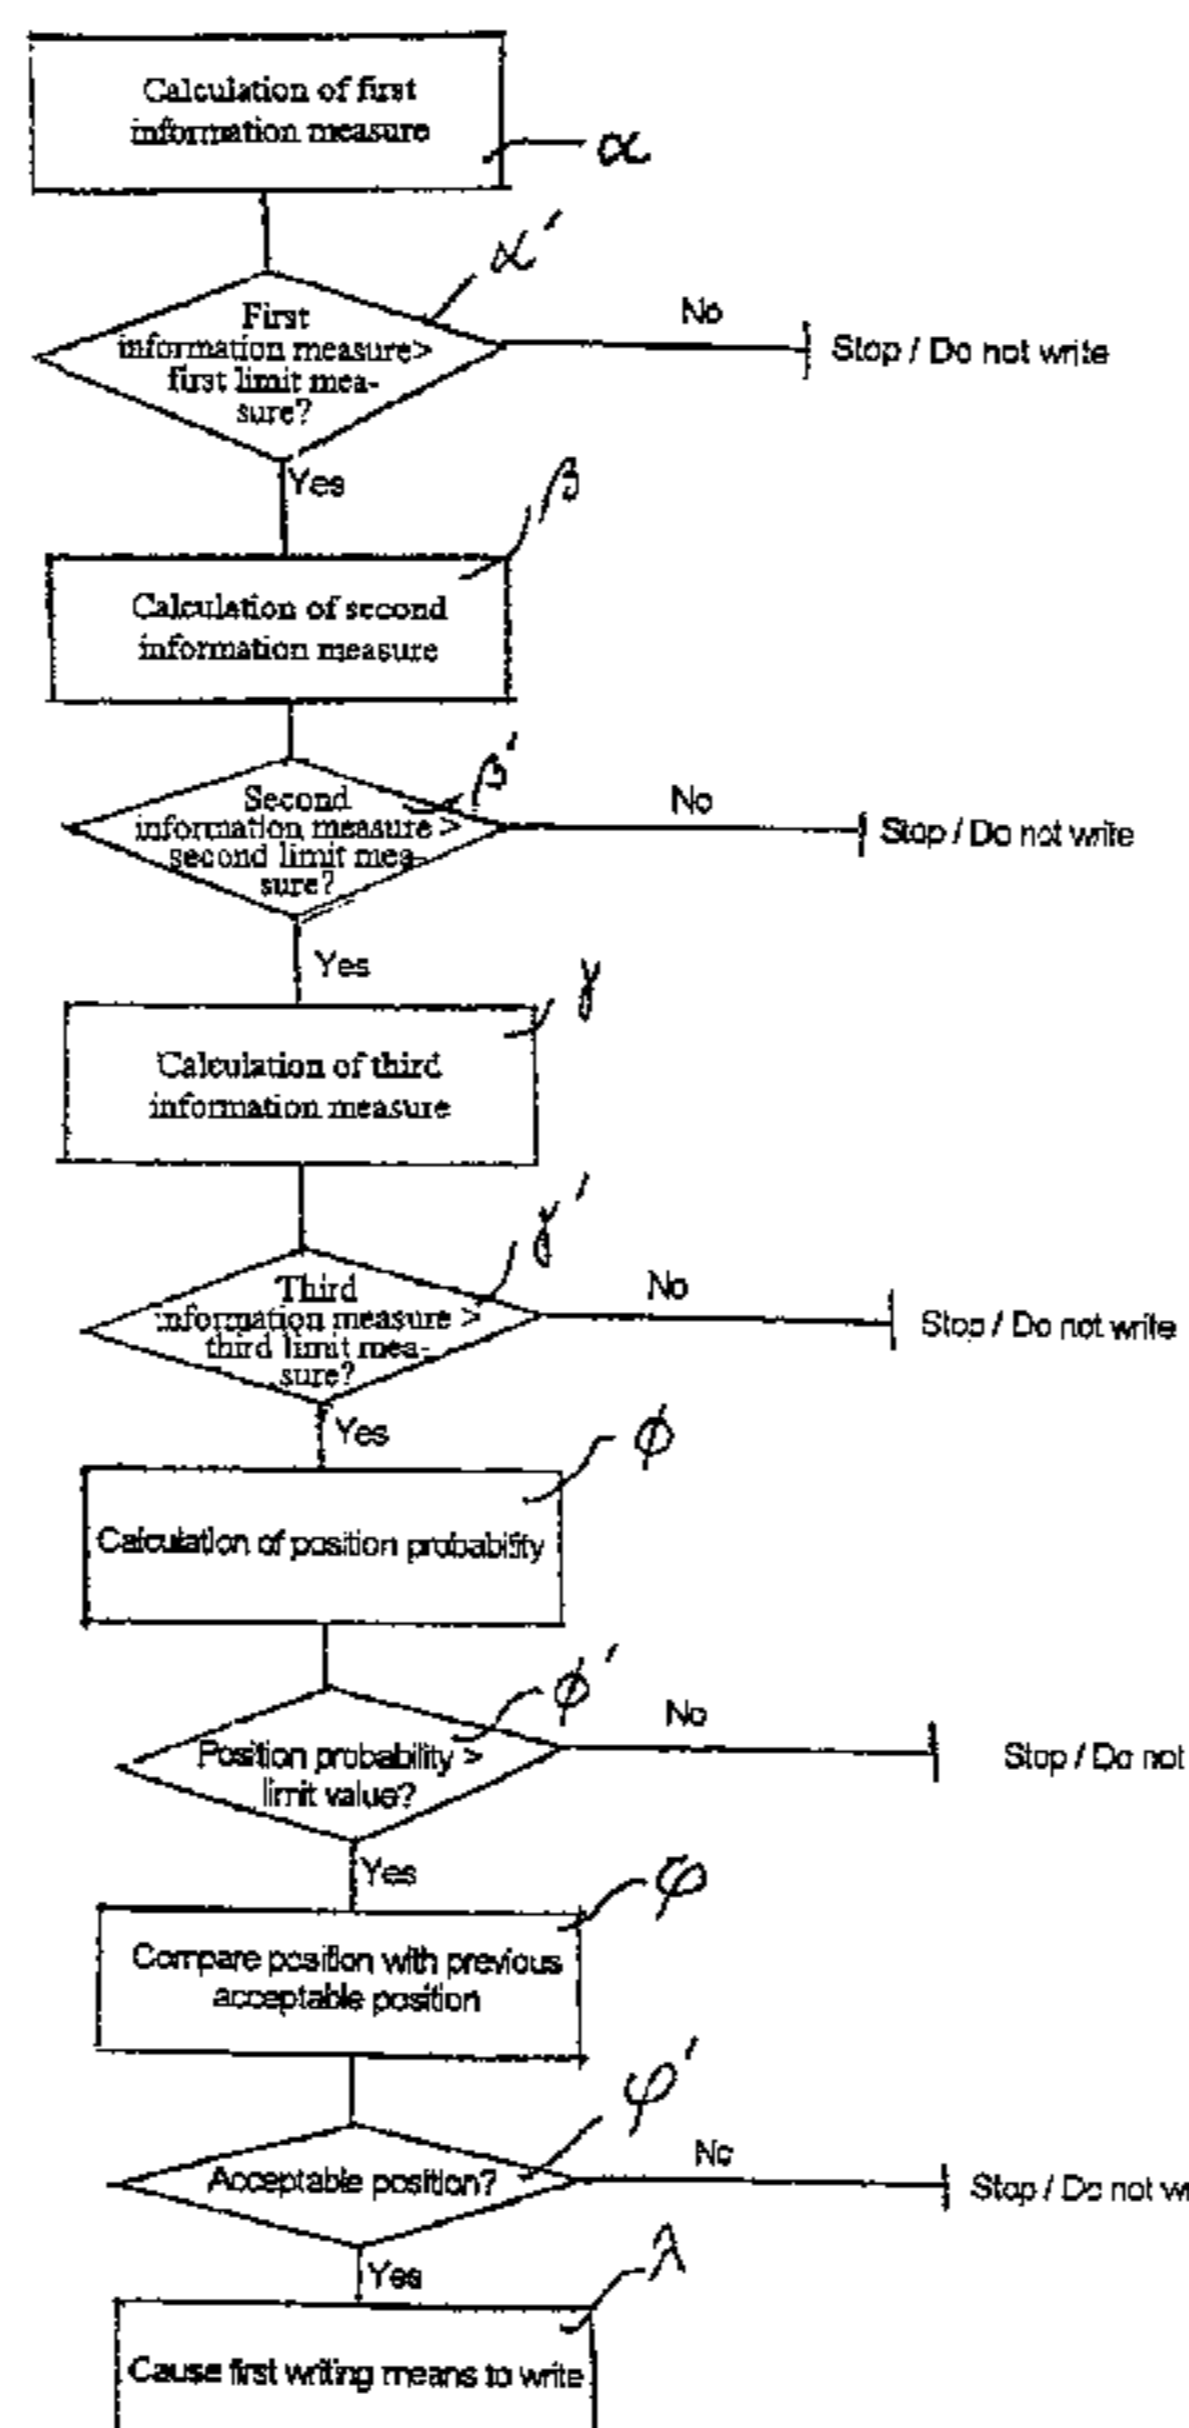 Calculation of first
information measure
α
α'
First
information measure>
first limit mea-
sure?
No
Stop / Do not write
Yes
β
Calculation of second
information measure
β'
Second
information measure >
second limit mea-
sure?
No
Stop / Do not write
Yes
γ
Calculation of third
information measure
γ'
Third
information measure >
third limit mea-
sure?
No
Stop / Do not write
Yes
ϕ
Calculation of position probability
ϕ'
Position probability >
limit value?
No
Stop / Do not
Yes
φ
Compare position with previous
acceptable position
φ'
Acceptable position?
No
Stop / Do not wr
Yes
λ
Cause first writing means to write